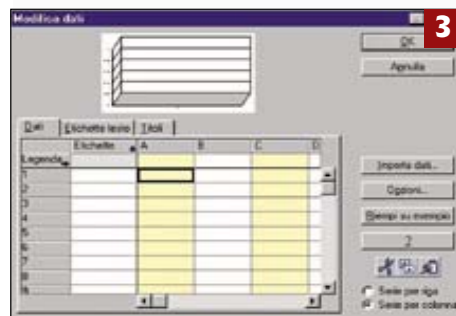 Modifica dati
3
OK
Annulla
Dati Etichette Titoli
Etichette A B C D
Legenda
1
2
3
4
5
6
7
8
9
Importa dati...
Opzioni...
Riempi su esempio
?
Serie per riga
Serie per colonna